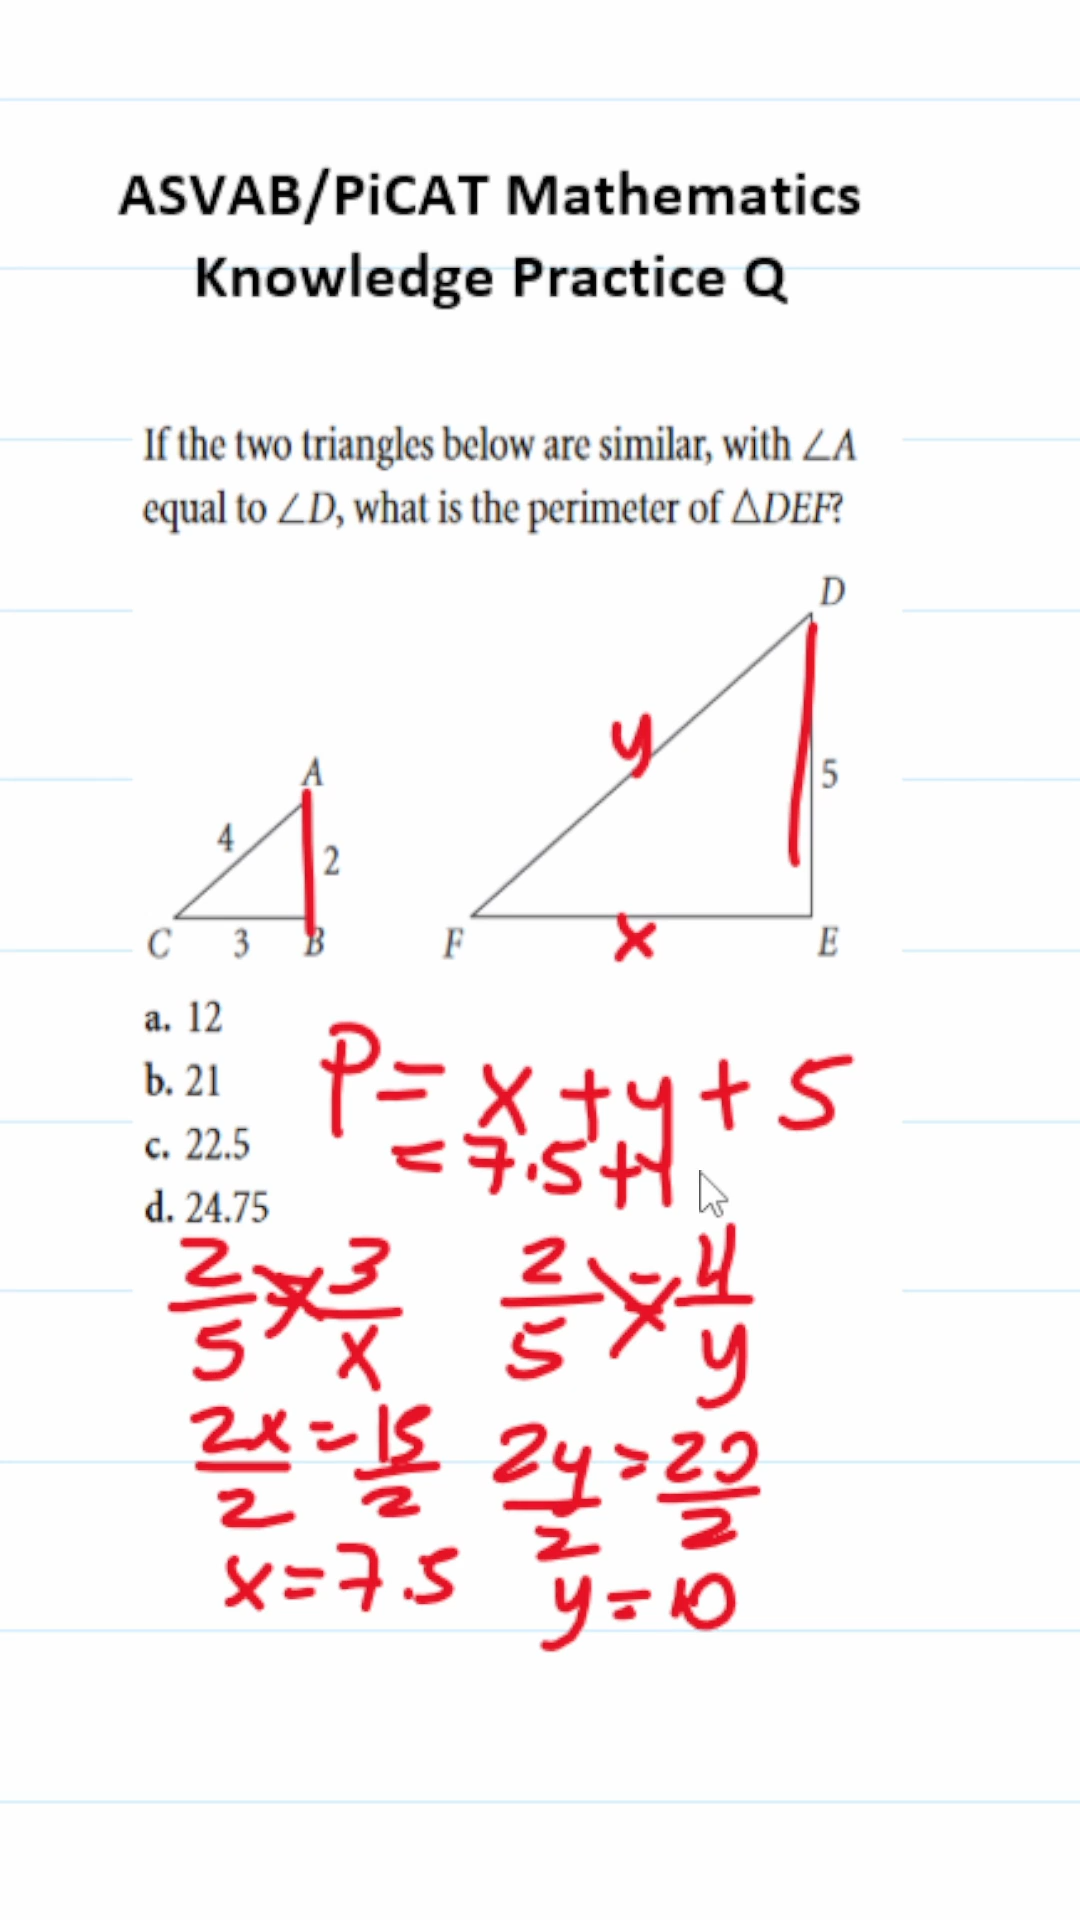 ASVAB/PiCAT Mathematics
Knowledge Practice Q
If the two triangles below are similar, with ∠A
equal to ∠D, what is the perimeter of △DEF?
D
y
5
A
4
2
C 3 B F x E
a. 12
b. 21
c. 22.5
d. 24.75
P = x + y + 5
= 7.5 + y
2/5 = 3/x
2/5 = 4/y
2x/2 = 15/2
2y/2 = 20/2
x = 7.5
y = 10